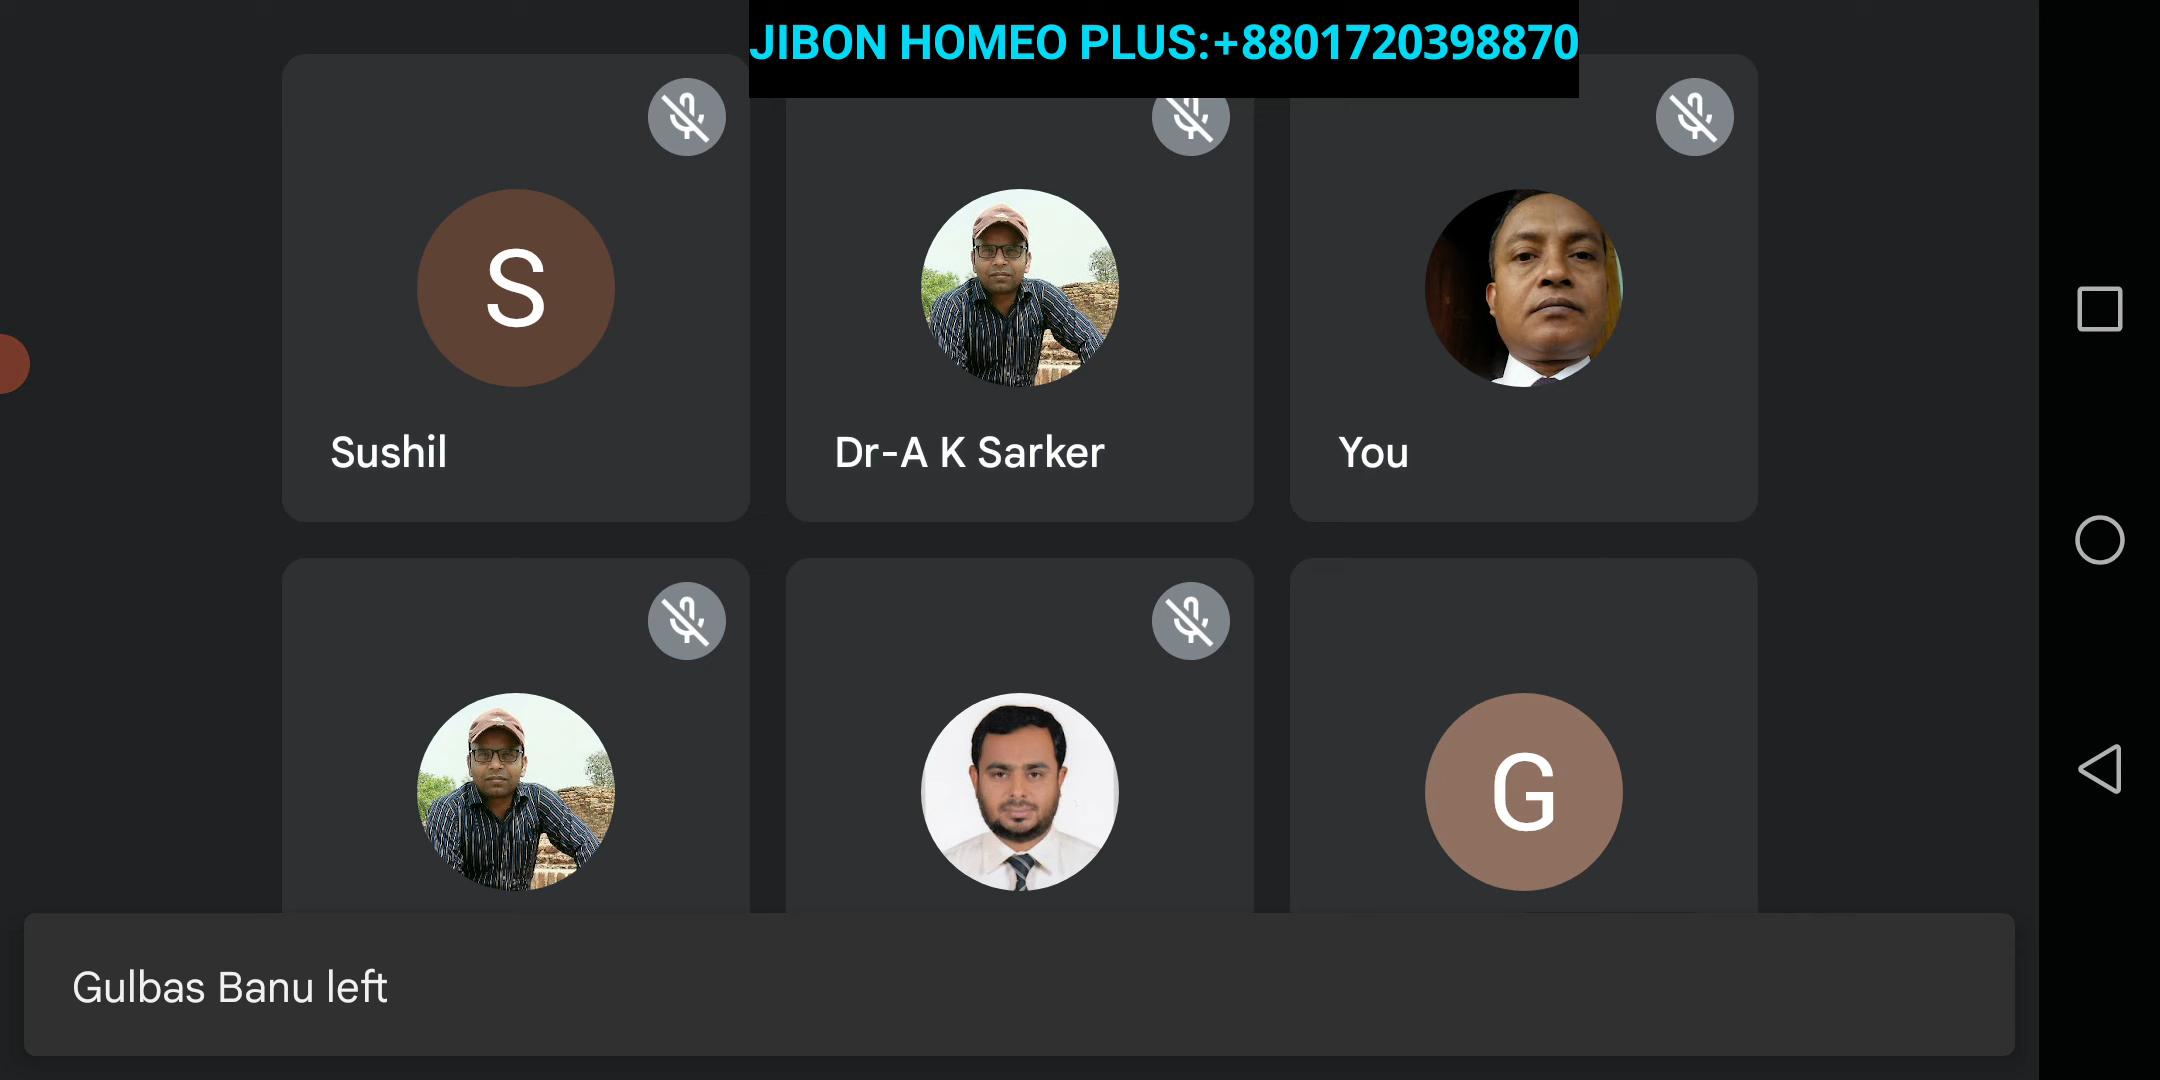 JIBON HOMEO PLUS:+8801720398870
S
Sushil
Dr-A K Sarker
You
G
Gulbas Banu left